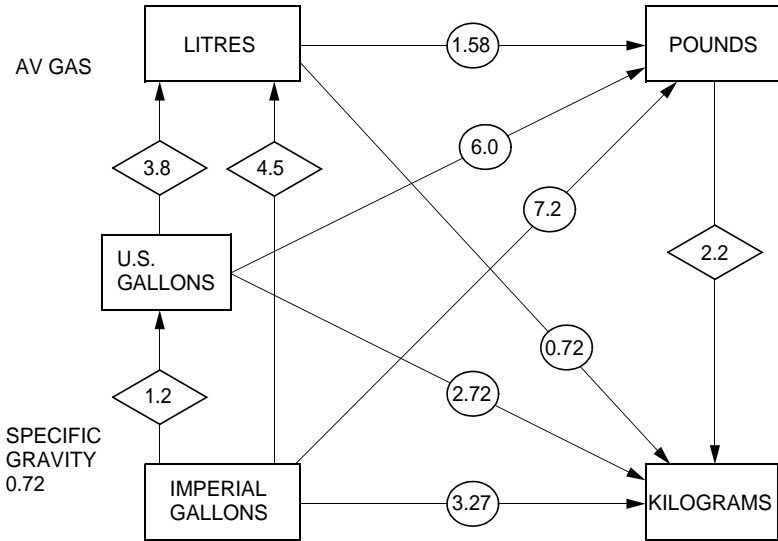 LITRES
1.58
POUNDS
AV GAS
3.8
4.5
6.0
7.2
U.S.
GALLONS
2.2
0.72
1.2
2.72
SPECIFIC
GRAVITY
0.72
IMPERIAL
GALLONS
3.27
KILOGRAMS